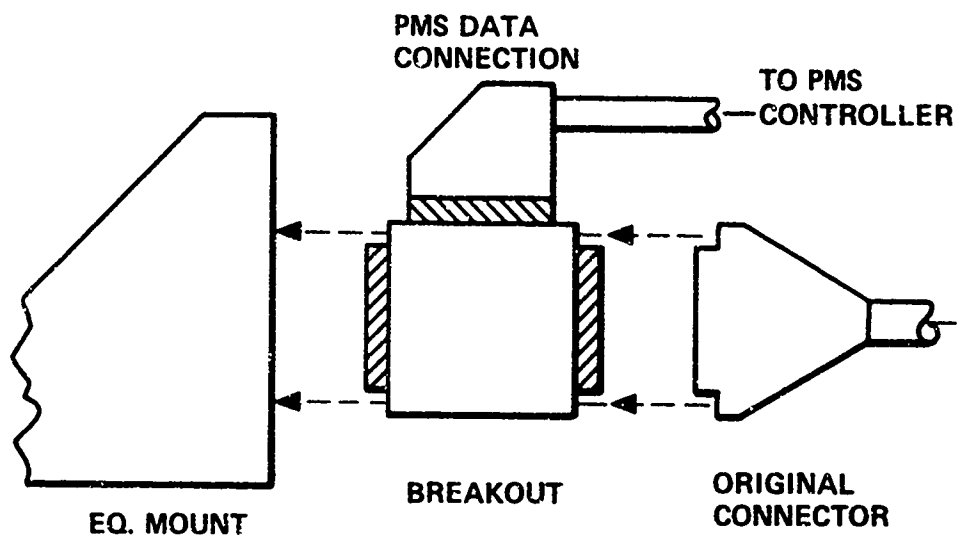 PMS DATA
CONNECTION
TO PMS
CONTROLLER
EQ. MOUNT
BREAKOUT
ORIGINAL
CONNECTOR